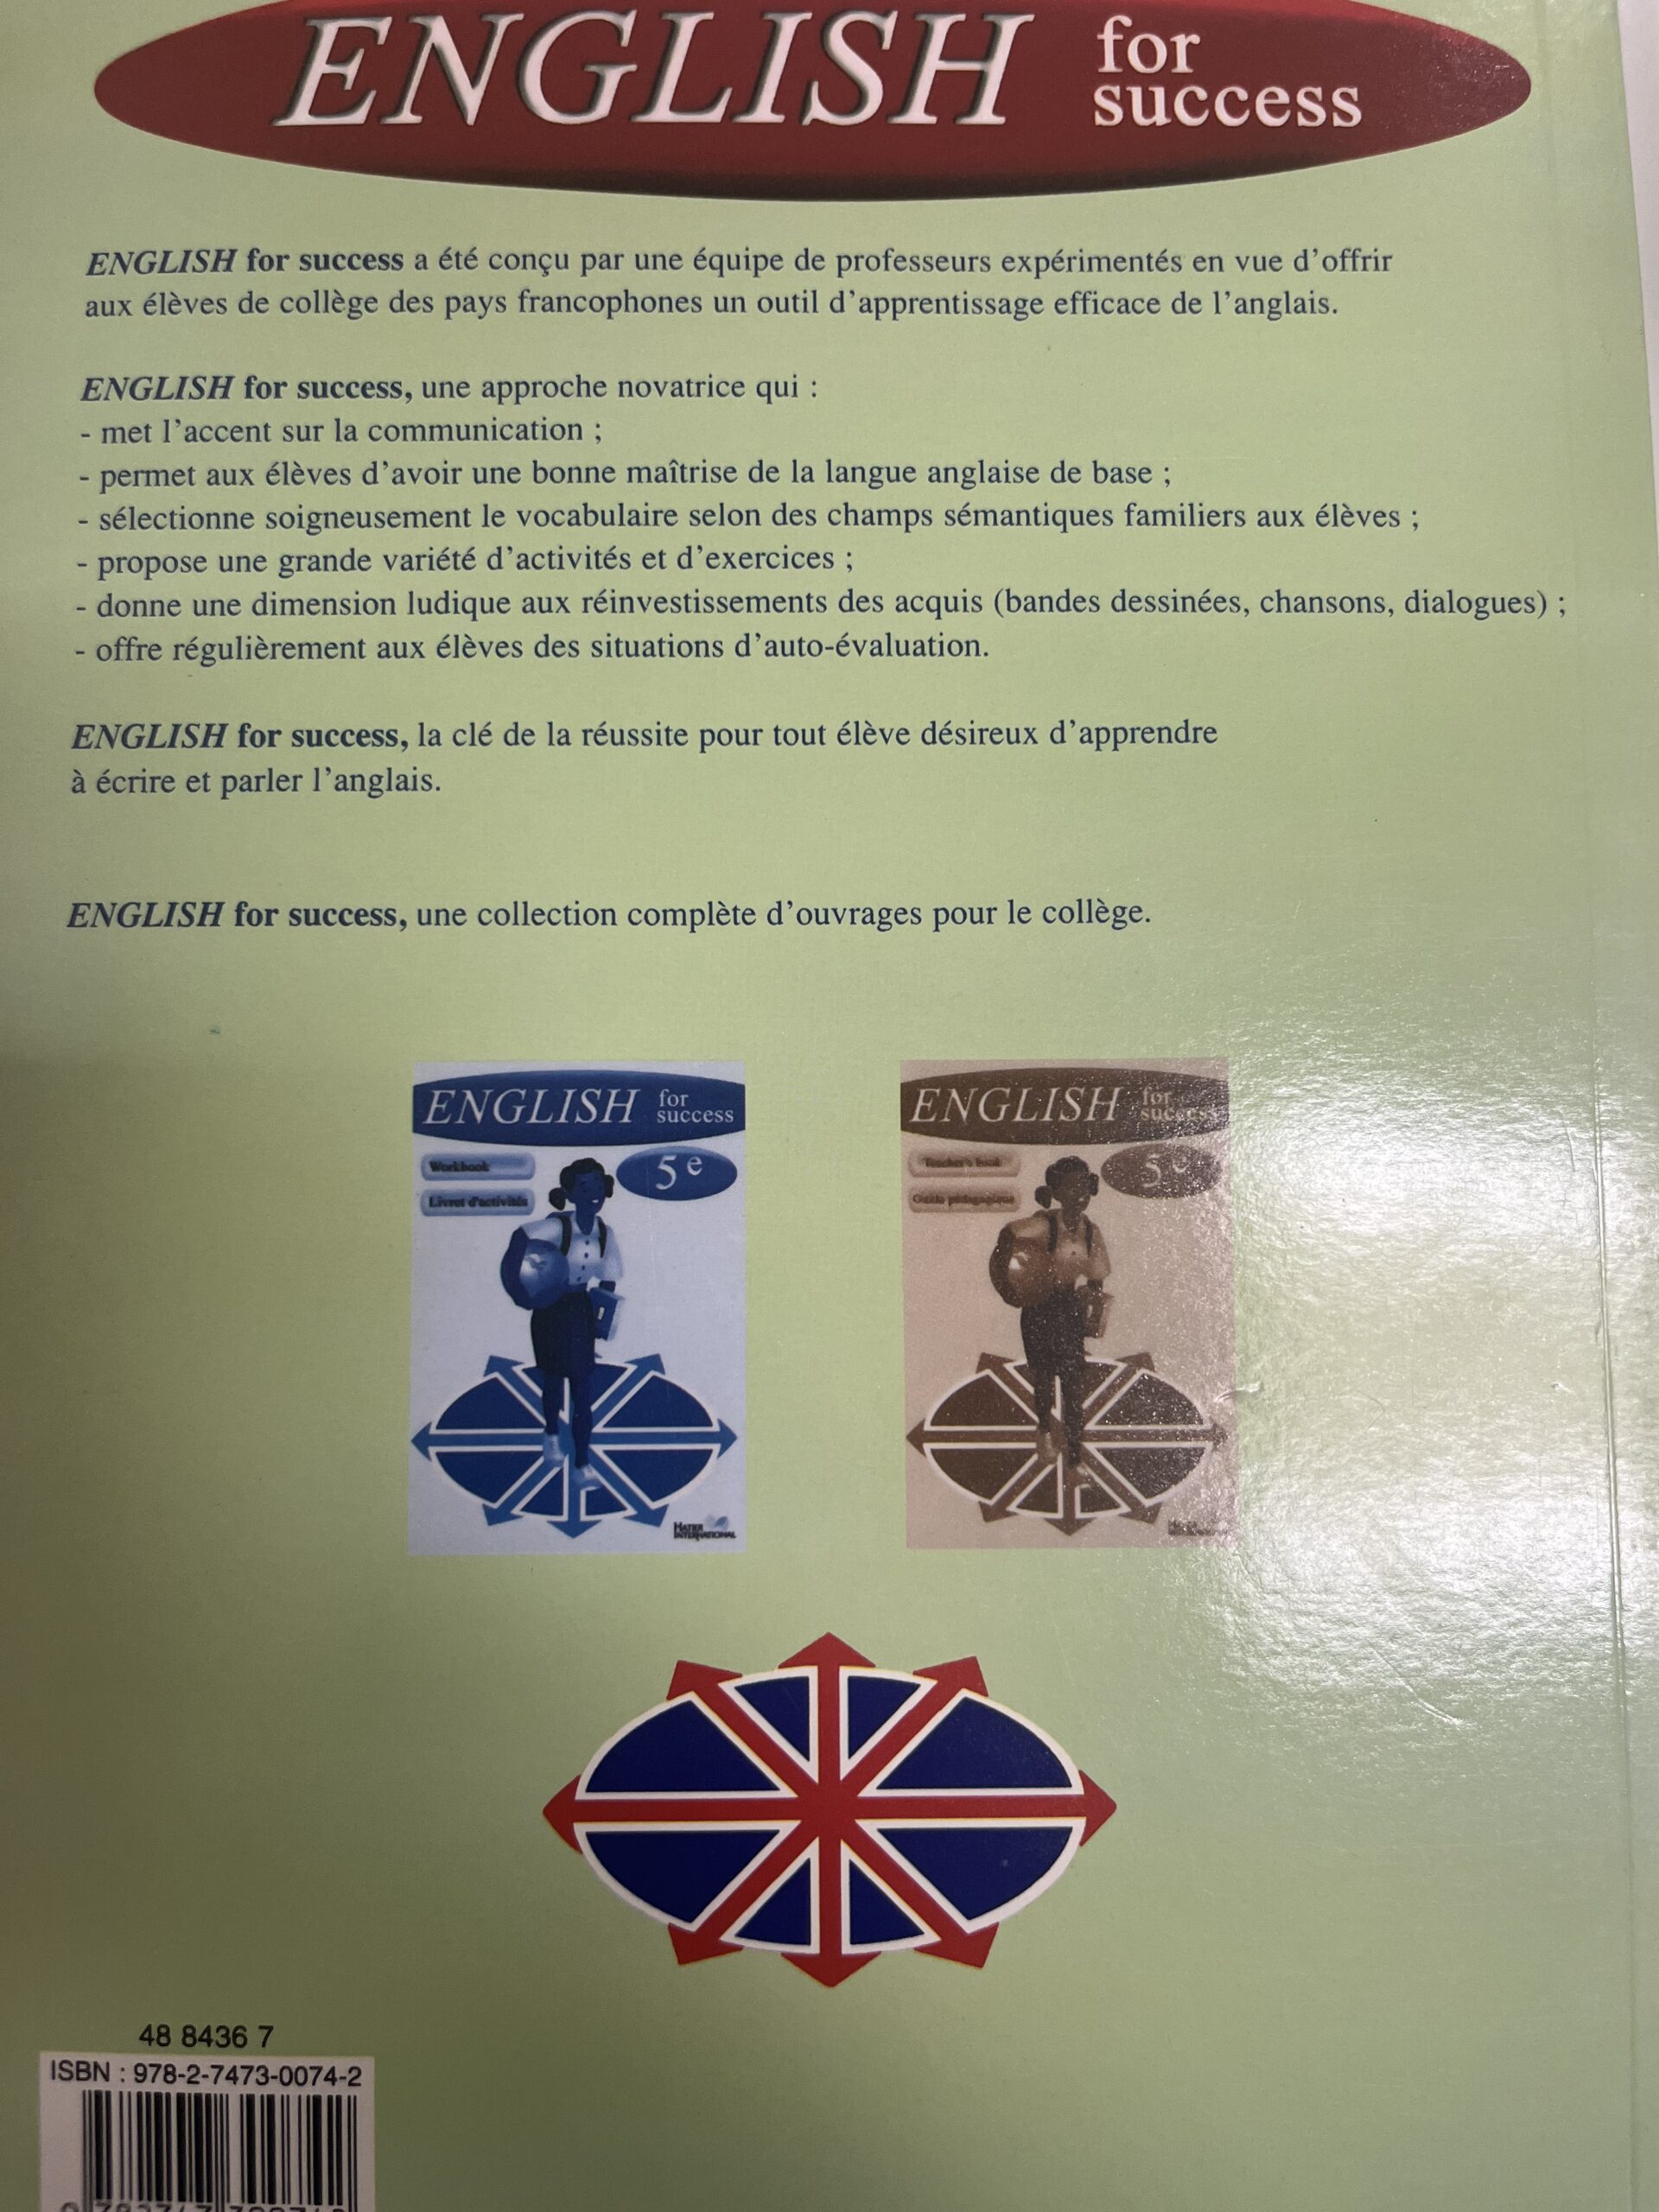 ENGLISH for success
ENGLISH for success a été conçu par une équipe de professeurs expérimentés en vue d'offrir
aux élèves de collège des pays francophones un outil d'apprentissage efficace de l'anglais.
ENGLISH for success, une approche novatrice qui :
- met l'accent sur la communication ;
- permet aux élèves d'avoir une bonne maîtrise de la langue anglaise de base ;
- sélectionne soigneusement le vocabulaire selon des champs sémantiques familiers aux élèves ;
- propose une grande variété d'activités et d'exercices ;
- donne une dimension ludique aux réinvestissements des acquis (bandes dessinées, chansons, dialogues) ;
- offre régulièrement aux élèves des situations d'auto-évaluation.
ENGLISH for success, la clé de la réussite pour tout élève désireux d'apprendre
à écrire et parler l'anglais.
ENGLISH for success, une collection complète d'ouvrages pour le collège.
ENGLISH for success
Workbook
5e
Livret d'activités
HATIER
INTERNATIONAL
ENGLISH for success
Teacher's book
5e
Guide pédagogique
48 8436 7
ISBN : 978-2-7473-0074-2